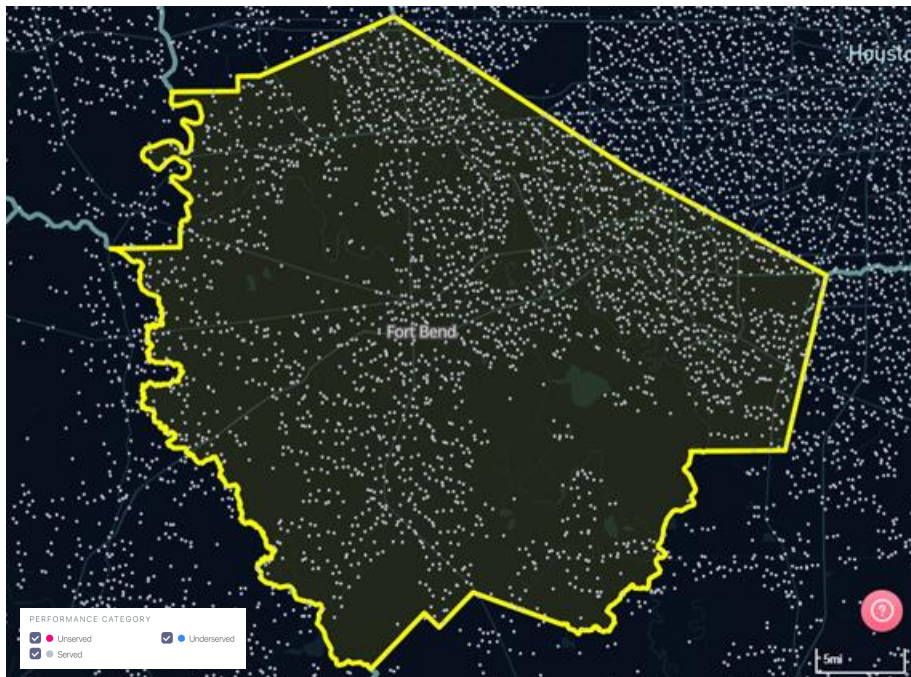 Housto
Fort Bend
PERFORMANCE CATEGORY
Unserved
Underserved
Served
?
5mi